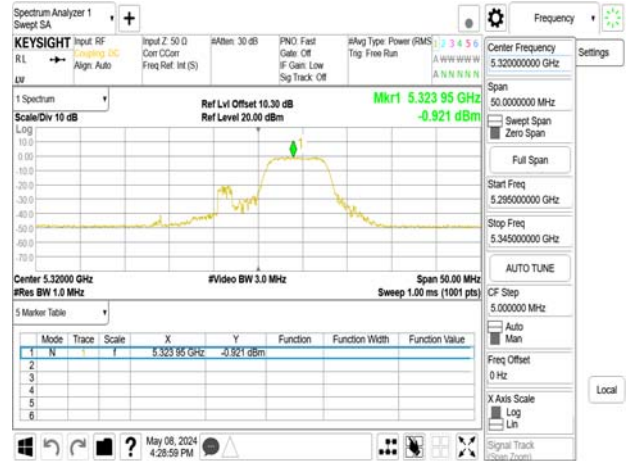 Spectrum Analyzer 1
Swept SA
+
Frequency
KEYSIGHT
RL
Input: RF
Coupling: DC
Align: Auto
Input Z: 50 Ω
Corr CCorr
Freq Ref: Int (S)
#Atten: 30 dB
PNO: Fast
Gate: Off
IF Gain: Low
Sig Track: Off
#Avg Type: Power (RMS
Trig: Free Run
1 2 3 4 5 6
A W W W W W
A N N N N N
1 Spectrum
Scale/Div 10 dB
Ref Lvl Offset 10.30 dB
Ref Level 20.00 dBm
Mkr1 5.323 95 GHz
-0.921 dBm
Log
10.0
0.00
-10.0
-20.0
-30.0
-40.0
-50.0
-60.0
-70.0
1
Center 5.32000 GHz
#Res BW 1.0 MHz
#Video BW 3.0 MHz
Span 50.00 MHz
Sweep 1.00 ms (1001 pts)
5 Marker Table
Mode Trace Scale X Y Function Function Width Function Value
1 N 1 f 5.323 95 GHz -0.921 dBm
2
3
4
5
6
May 08, 2024
4:28:59 PM
?
Center Frequency
5.320000000 GHz
Span
50.0000000 MHz
Swept Span
Zero Span
Full Span
Start Freq
5.295000000 GHz
Stop Freq
5.345000000 GHz
AUTO TUNE
CF Step
5.000000 MHz
Auto
Man
Freq Offset
0 Hz
X Axis Scale
Log
Lin
Signal Track
(Span Zoom)
Settings
Local